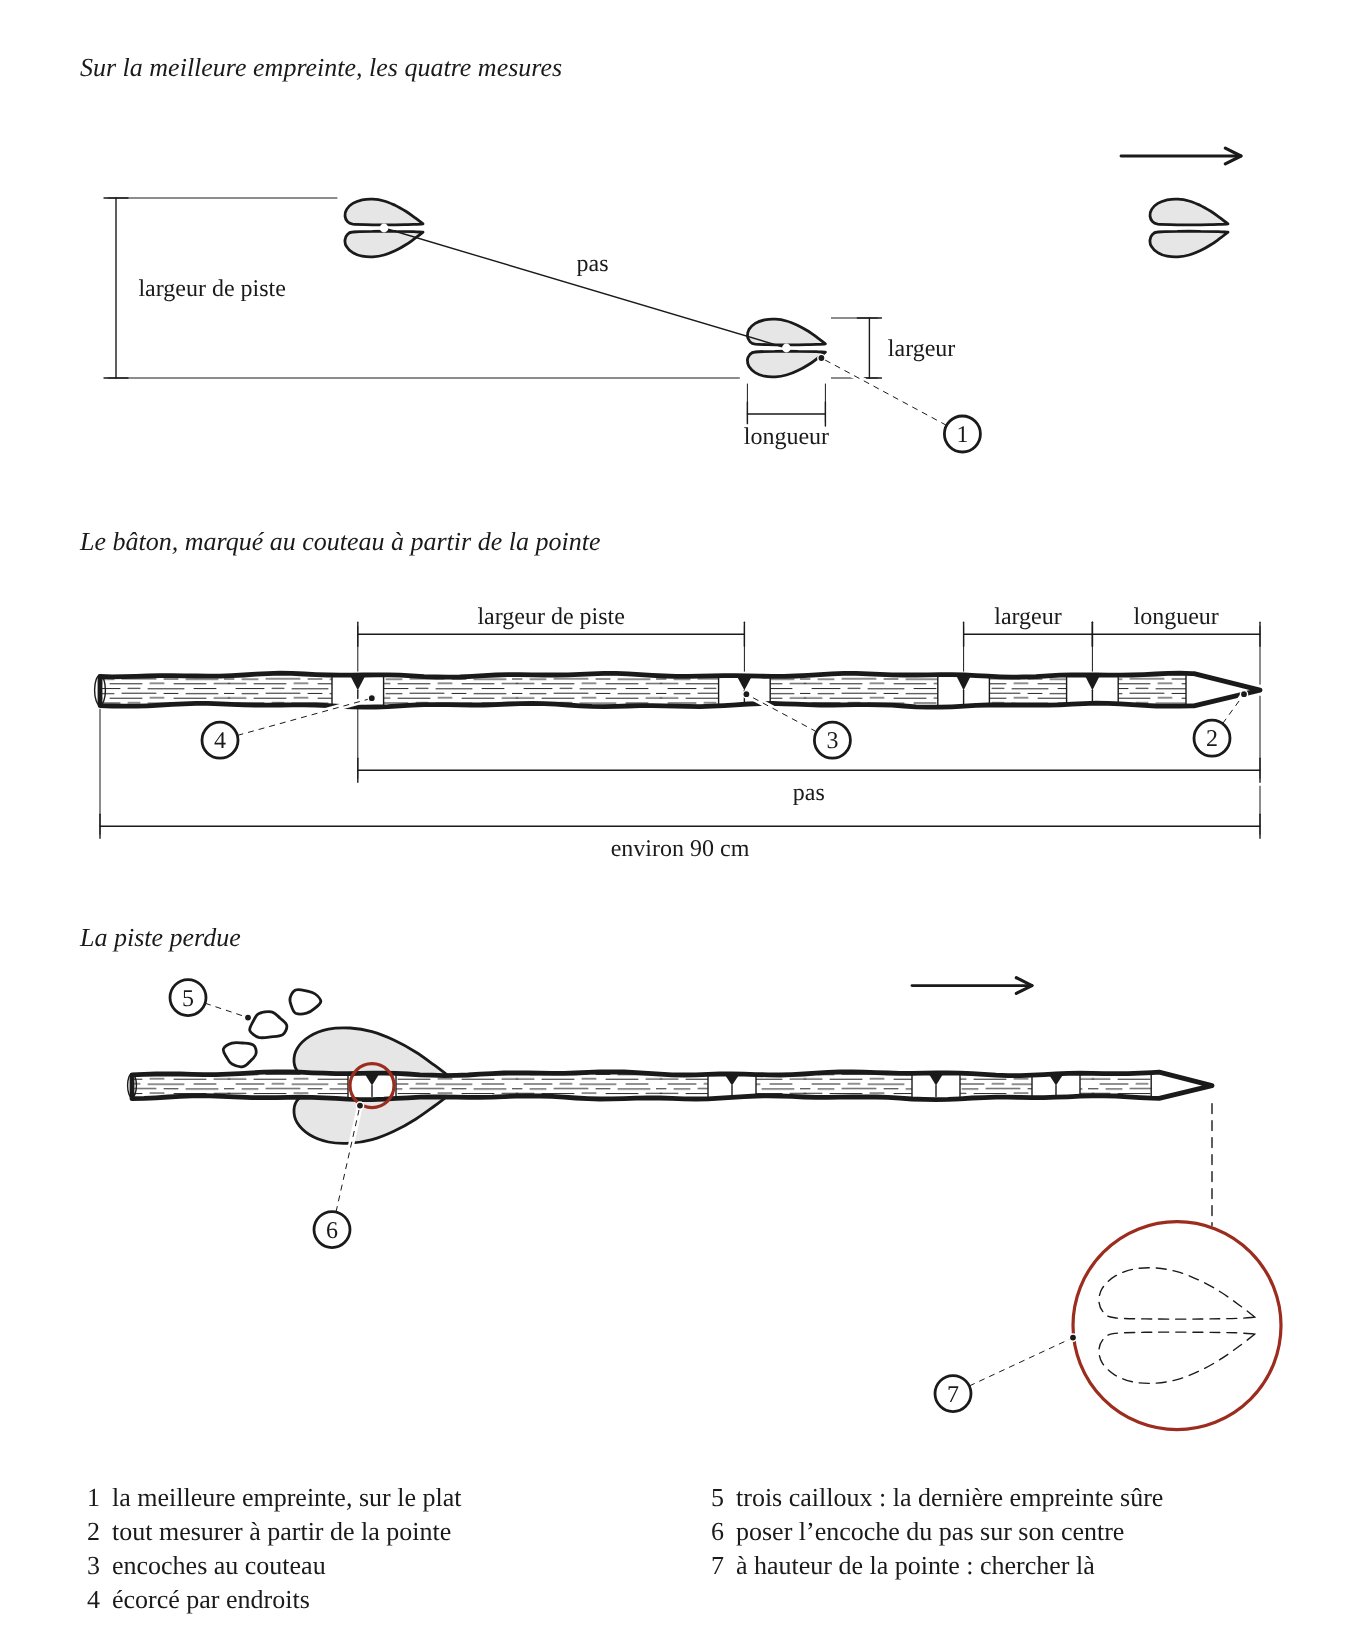 Sur la meilleure empreinte, les quatre mesures
largeur de piste
pas
largeur
longueur
1
Le bâton, marqué au couteau à partir de la pointe
largeur de piste
largeur
longueur
4
3
2
pas
environ 90 cm
La piste perdue
5
6
7
1 la meilleure empreinte, sur le plat
2 tout mesurer à partir de la pointe
3 encoches au couteau
4 écorcé par endroits
5 trois cailloux : la dernière empreinte sûre
6 poser l’encoche du pas sur son centre
7 à hauteur de la pointe : chercher là